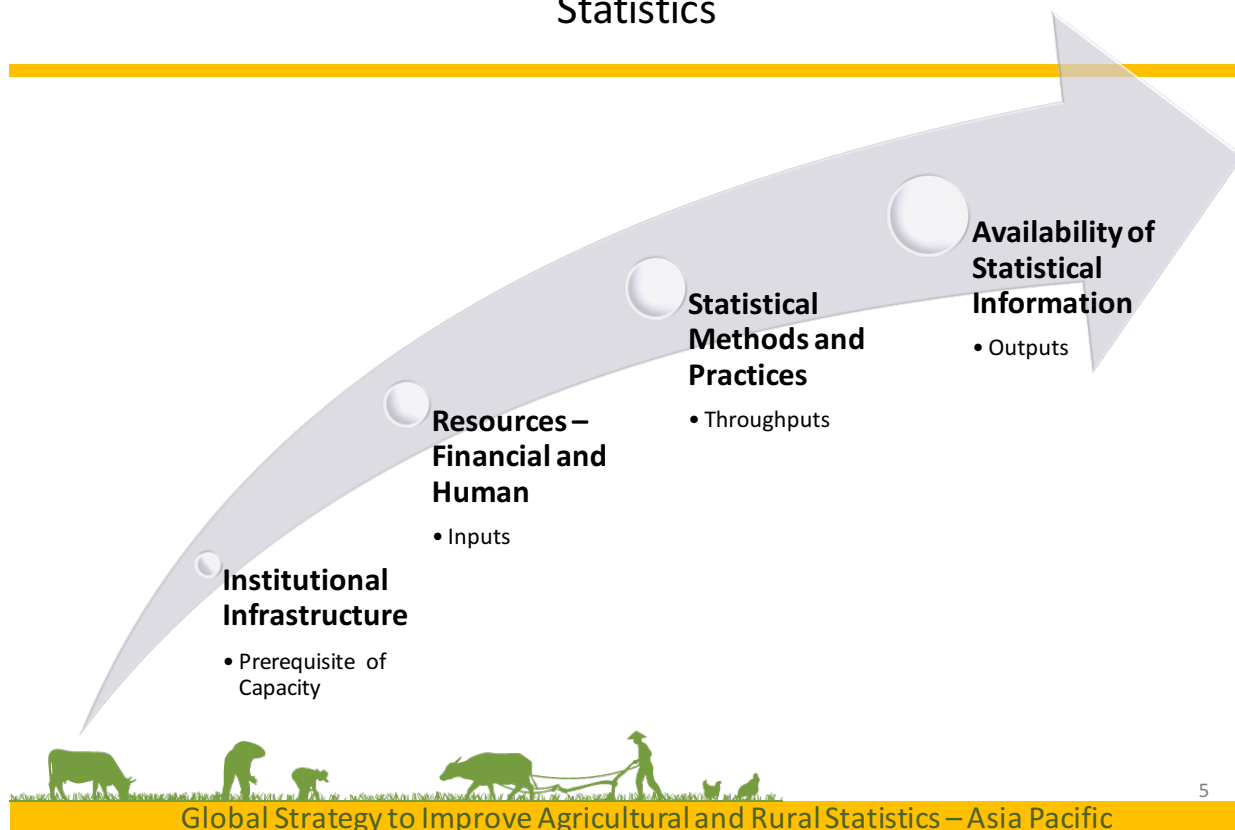 Statistics
Availability of
Statistical
Information
• Outputs
Statistical
Methods and
Practices
• Throughputs
Resources –
Financial and
Human
• Inputs
Institutional
Infrastructure
• Prerequisite of
Capacity
5
Global Strategy to Improve Agricultural and Rural Statistics – Asia Pacific